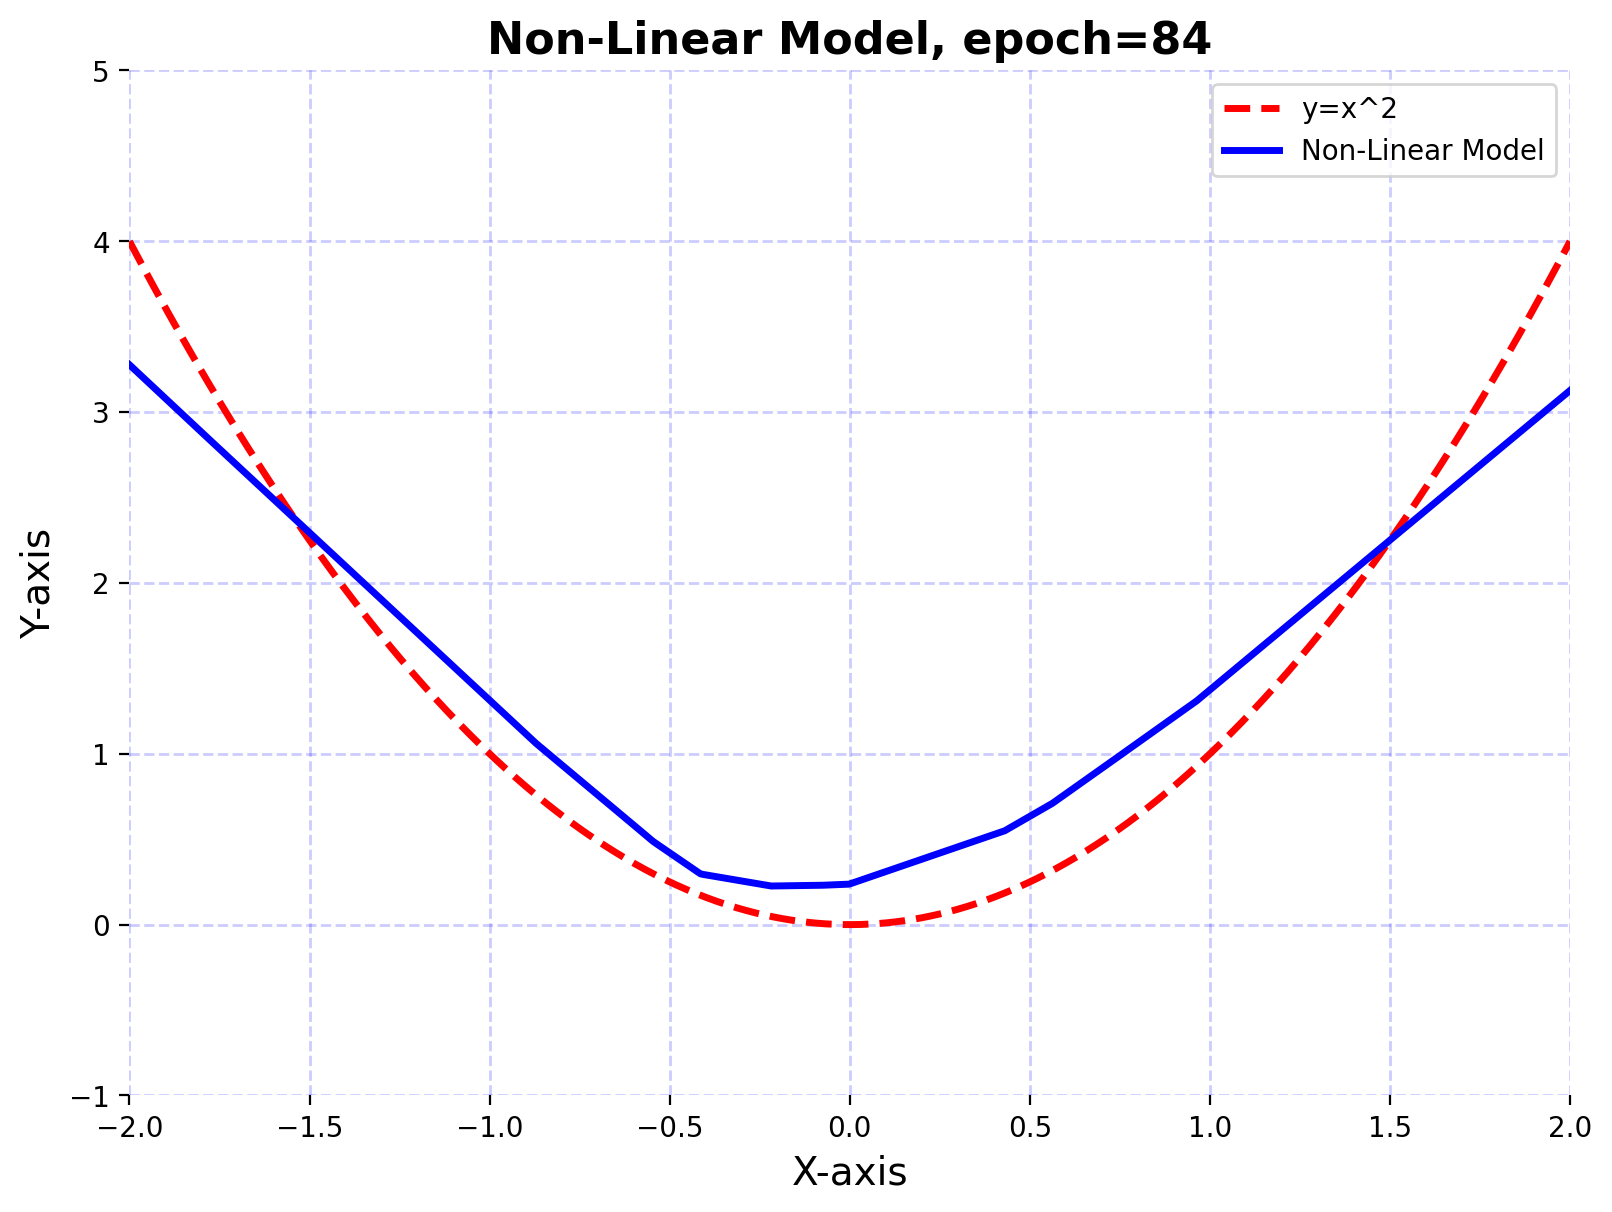 Non-Linear Model, epoch=84
y=x^2
Non-Linear Model
Y-axis
5
4
3
2
1
0
−1
−2.0 −1.5 −1.0 −0.5 0.0 0.5 1.0 1.5 2.0
X-axis